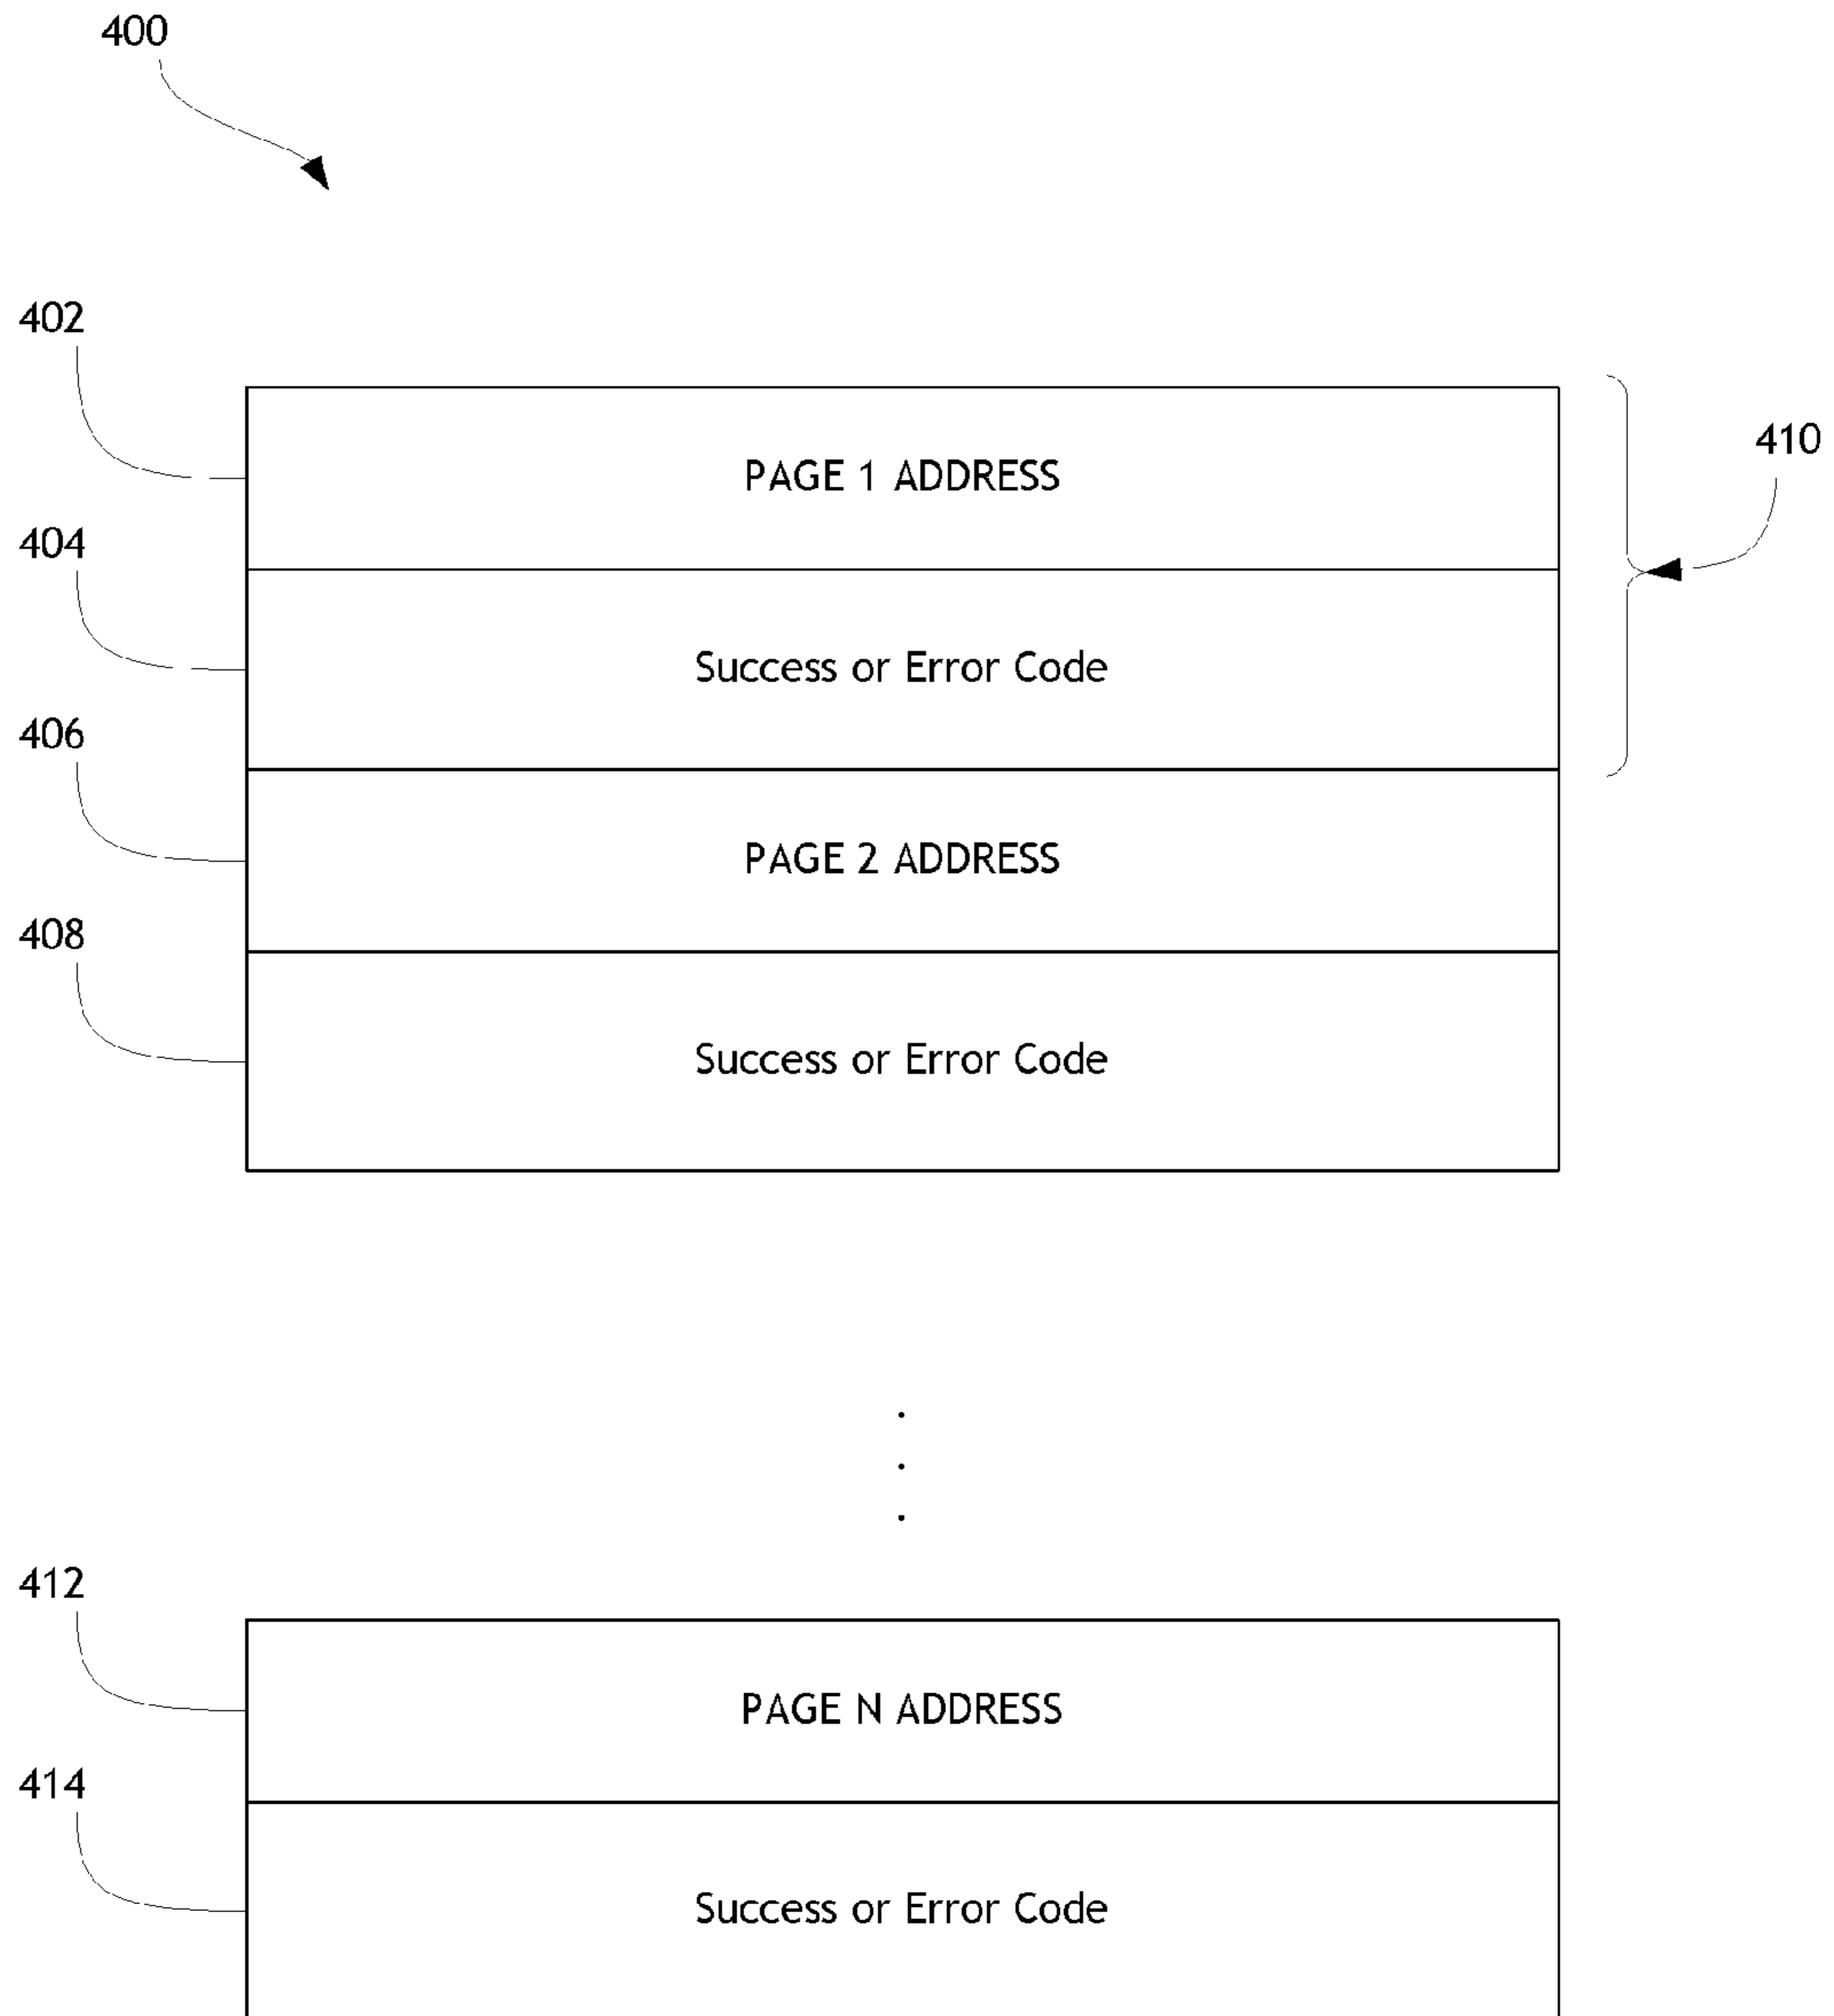 400
402
PAGE 1 ADDRESS
410
404
Success or Error Code
406
PAGE 2 ADDRESS
408
Success or Error Code
.
.
.
412
PAGE N ADDRESS
414
Success or Error Code